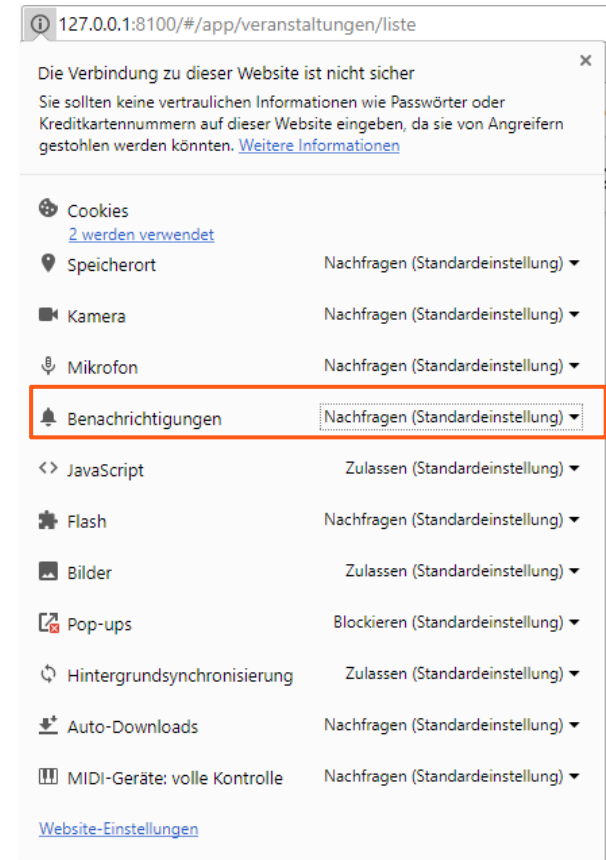 127.0.0.1:8100/#/app/veranstaltungen/liste
Die Verbindung zu dieser Website ist nicht sicher
Sie sollten keine vertraulichen Informationen wie Passwörter oder
Kreditkartennummern auf dieser Website eingeben, da sie von Angreifern
gestohlen werden könnten. Weitere Informationen
Cookies
2 werden verwendet
Speicherort Nachfragen (Standardeinstellung)
Kamera Nachfragen (Standardeinstellung)
Mikrofon Nachfragen (Standardeinstellung)
Benachrichtigungen Nachfragen (Standardeinstellung)
JavaScript Zulassen (Standardeinstellung)
Flash Nachfragen (Standardeinstellung)
Bilder Zulassen (Standardeinstellung)
Pop-ups Blockieren (Standardeinstellung)
Hintergrundsynchronisierung Zulassen (Standardeinstellung)
Auto-Downloads Nachfragen (Standardeinstellung)
MIDI-Geräte: volle Kontrolle Nachfragen (Standardeinstellung)
Website-Einstellungen